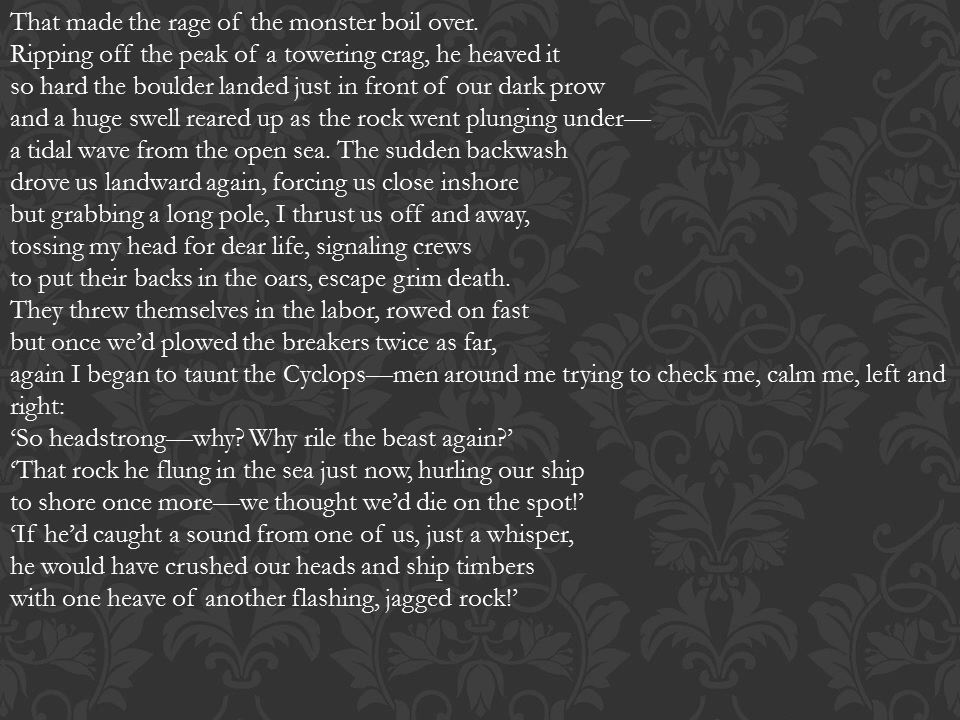 That made the rage of the monster boil over.
Ripping off the peak of a towering crag, he heaved it
so hard the boulder landed just in front of our dark prow
and a huge swell reared up as the rock went plunging under—
a tidal wave from the open sea. The sudden backwash
drove us landward again, forcing us close inshore
but grabbing a long pole, I thrust us off and away,
tossing my head for dear life, signaling crews
to put their backs in the oars, escape grim death.
They threw themselves in the labor, rowed on fast
but once we’d plowed the breakers twice as far,
again I began to taunt the Cyclops—men around me trying to check me, calm me, left and
right:
‘So headstrong—why? Why rile the beast again?’
‘That rock he flung in the sea just now, hurling our ship
to shore once more—we thought we’d die on the spot!’
‘If he’d caught a sound from one of us, just a whisper,
he would have crushed our heads and ship timbers
with one heave of another flashing, jagged rock!’